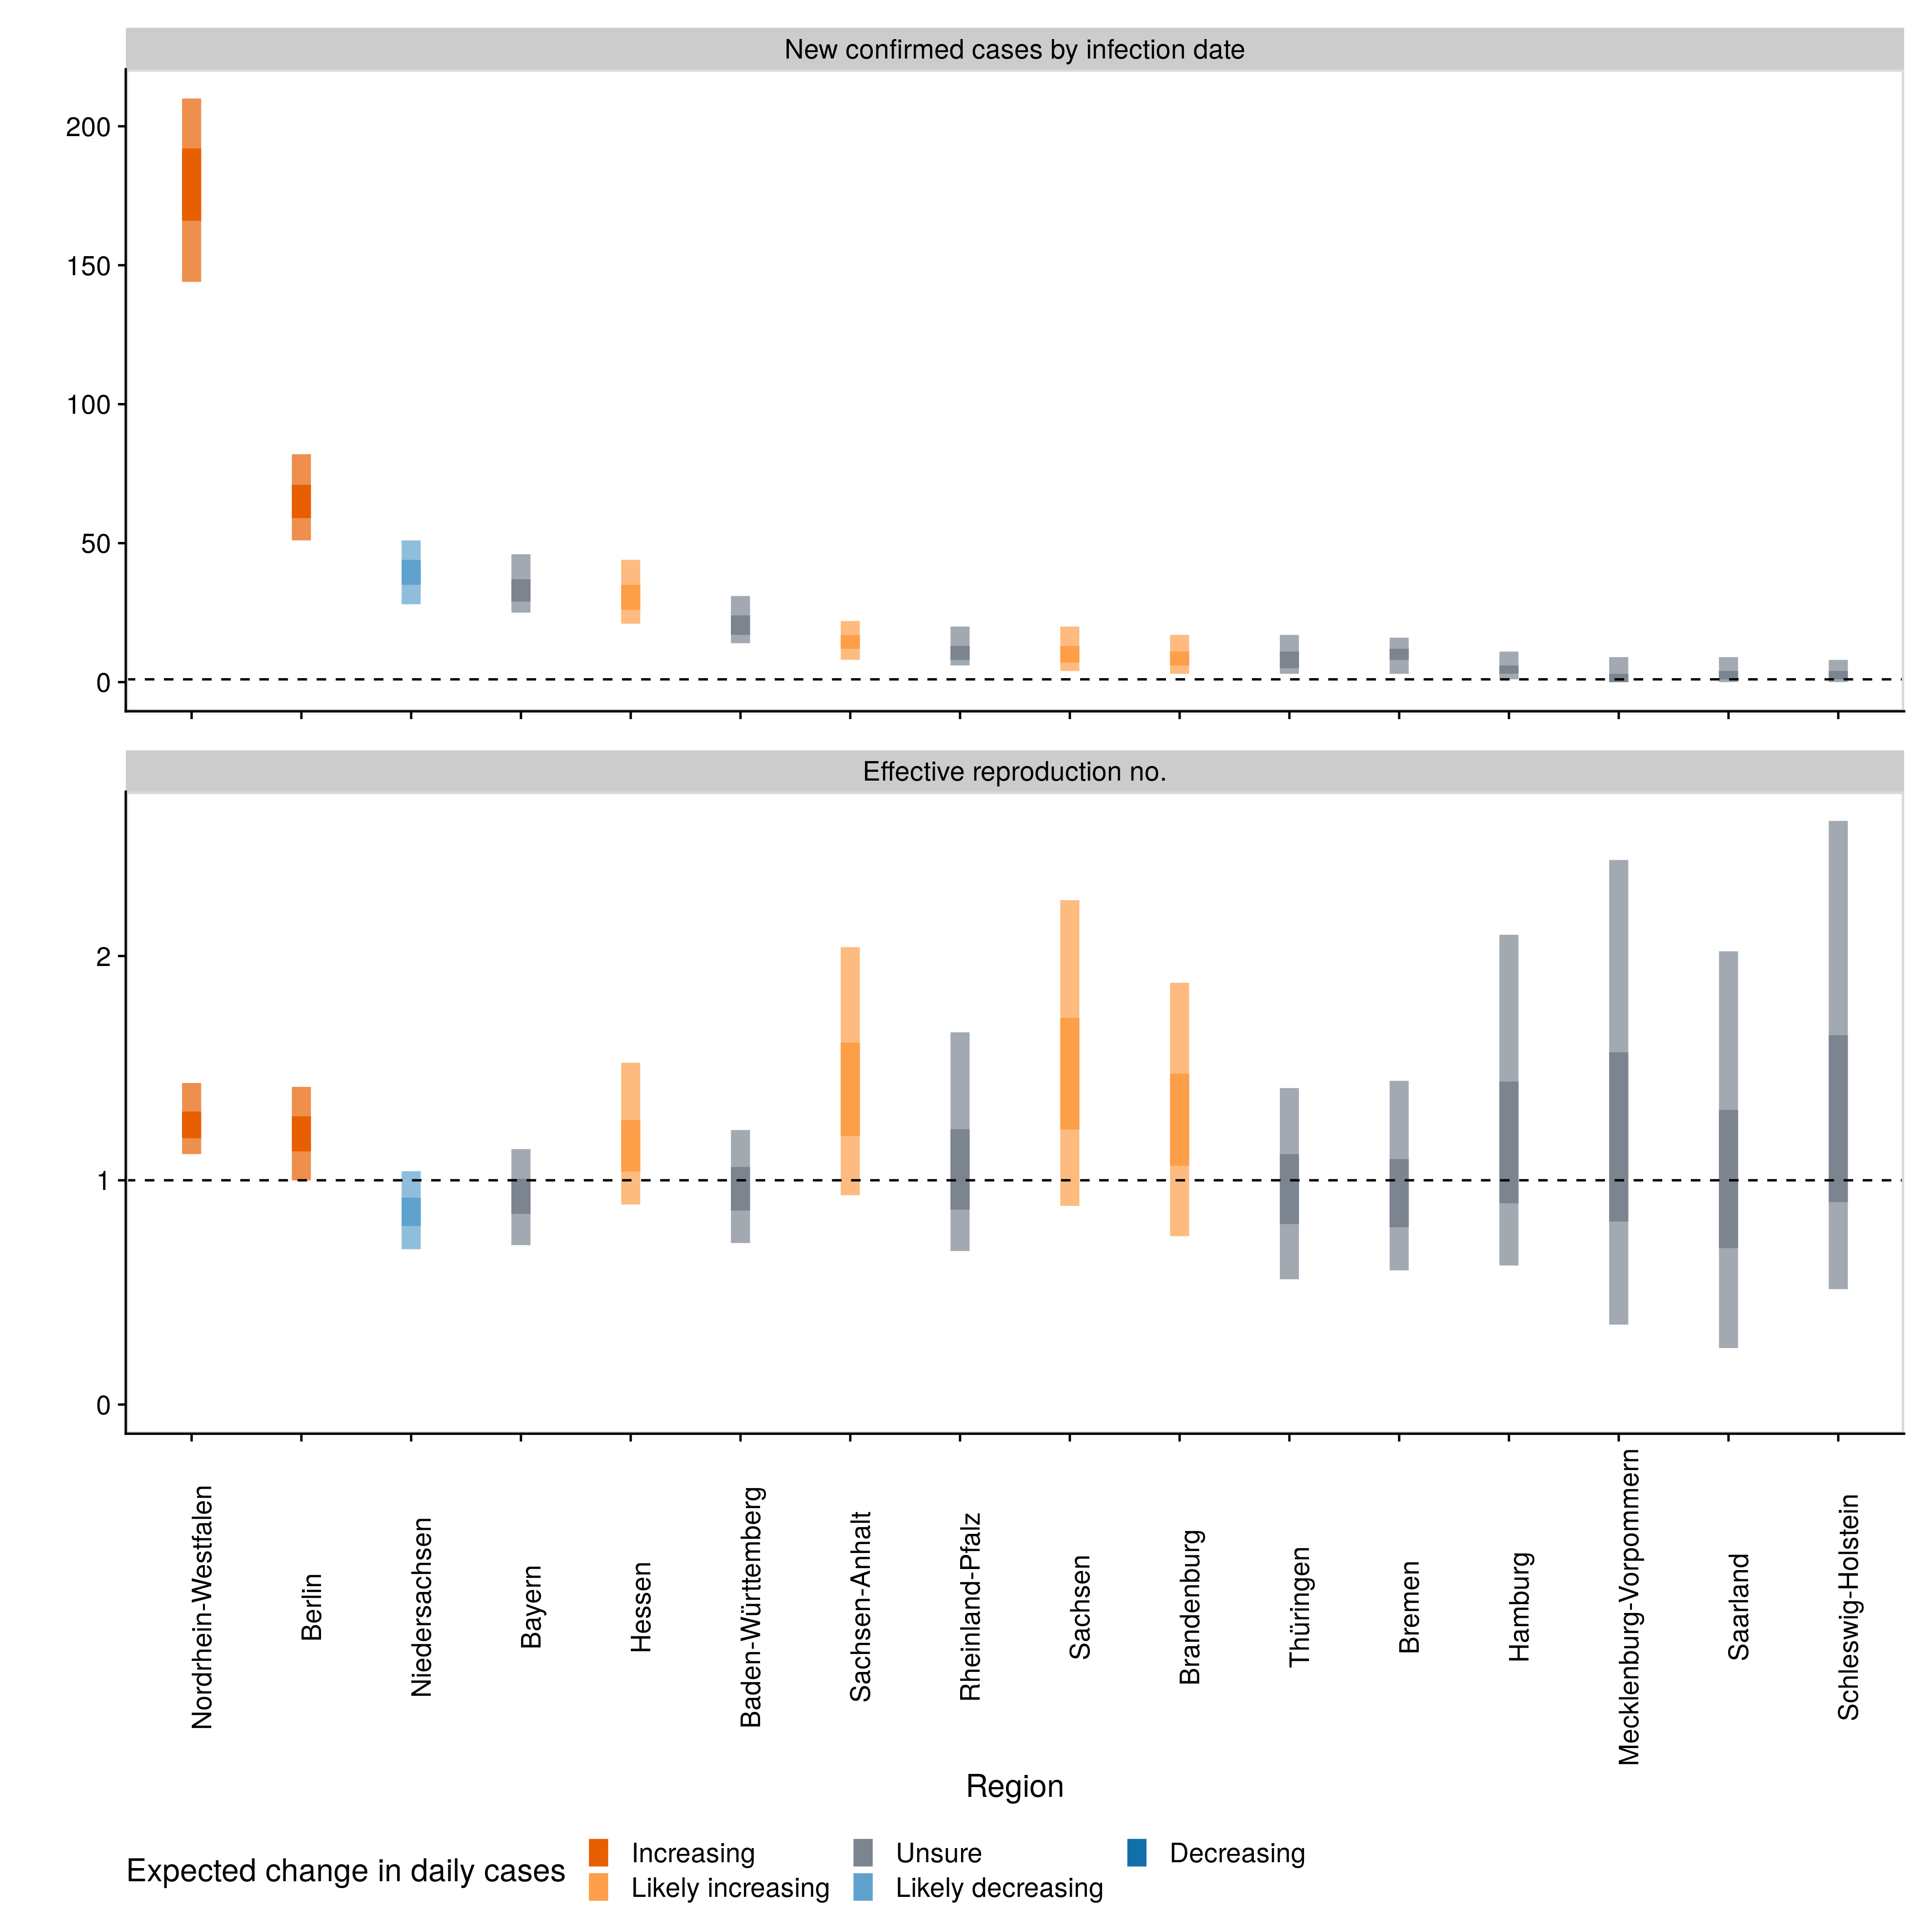 New confirmed cases by infection date
200
150
100
50
0
Effective reproduction no.
2
1
0
Nordrhein-Westfalen
Berlin
Niedersachsen
Bayern
Hessen
Baden-Württemberg
Sachsen-Anhalt
Rheinland-Pfalz
Sachsen
Brandenburg
Thüringen
Bremen
Hamburg
Mecklenburg-Vorpommern
Saarland
Schleswig-Holstein
Region
Expected change in daily cases
Increasing
Unsure
Decreasing
Likely increasing
Likely decreasing